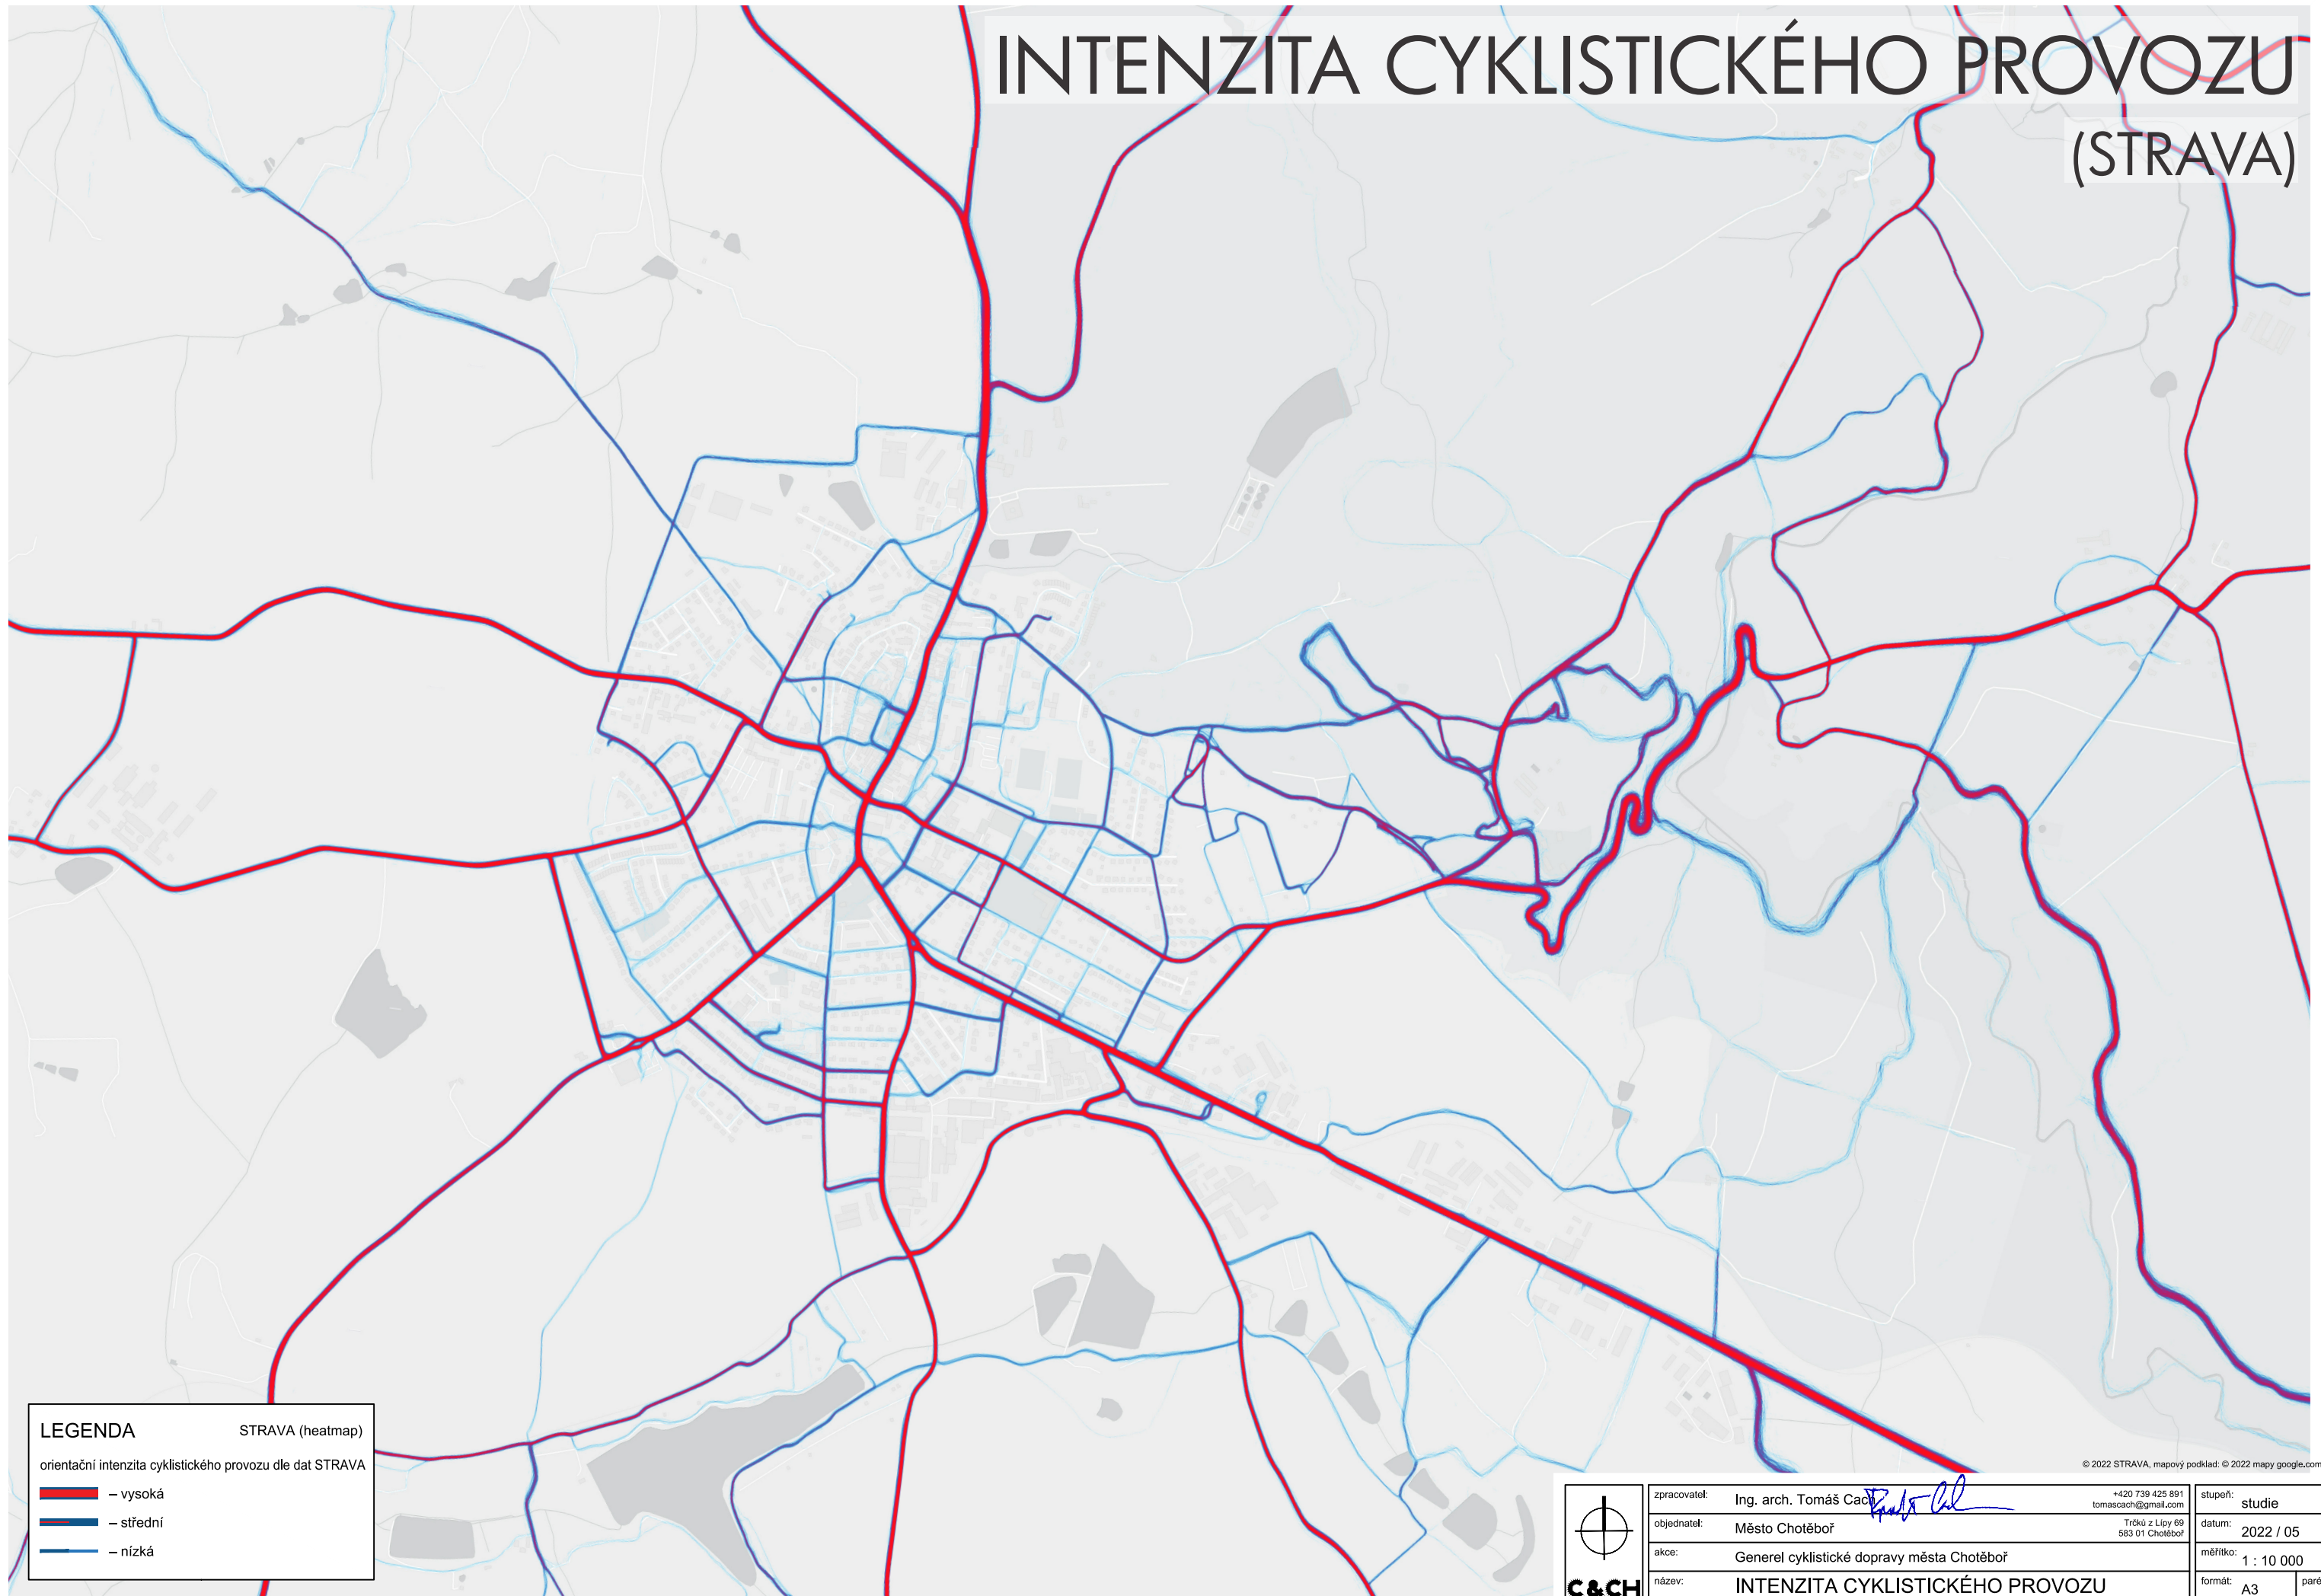 INTENZITA CYKLISTICKÉHO PROVOZU
(STRAVA)
LEGENDA STRAVA (heatmap)
orientační intenzita cyklistického provozu dle dat STRAVA
– vysoká
– střední
– nízká
© 2022 STRAVA, mapový podklad: © 2022 mapy google.com
C&CH
zpracovatel: Ing. arch. Tomáš Cach +420 739 425 891
tomascach@gmail.com
objednatel: Město Chotěboř Trčků z Lípy 69
583 01 Chotěboř
akce: Generel cyklistické dopravy města Chotěboř
název: INTENZITA CYKLISTICKÉHO PROVOZU
stupeň: studie
datum: 2022 / 05
měřítko: 1 : 10 000
formát: A3